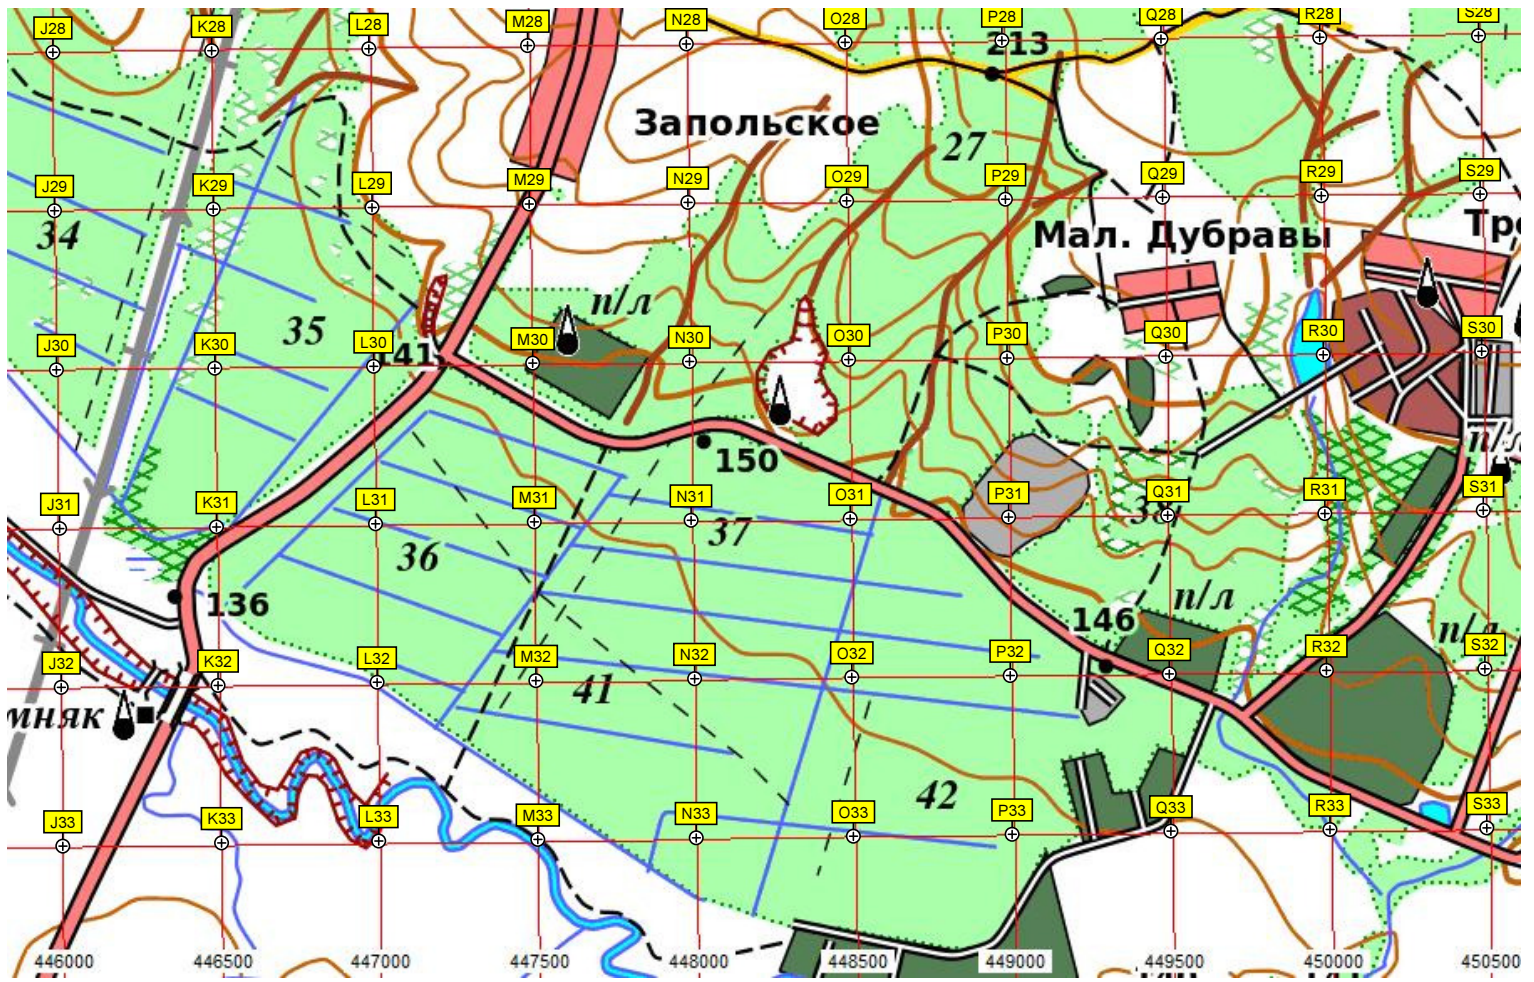 J28 K28 L28 M28 N28 O28 P28 Q28 R28 S28
213
Запольское
27
J29 K29 L29 M29 N29 O29 P29 Q29 R29 S29
34
Мал. Дубравы
п/л
35
J30 K30 L30 M30 N30 O30 P30 Q30 R30 S30
141
150
п/л
J31 K31 L31 M31 N31 O31 P31 Q31 R31 S31
36
37
38
136
146
п/л
п/л
J32 K32 L32 M32 N32 O32 P32 Q32 R32 S32
мняк
41
42
J33 K33 L33 M33 N33 O33 P33 Q33 R33 S33
446000 446500 447000 447500 448000 448500 449000 449500 450000 450500